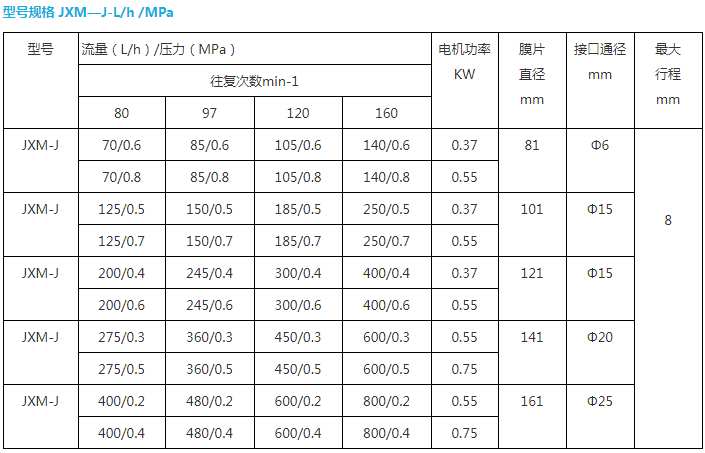 型号规格 JXM—J-L/h /MPa
型号 流量（L/h）/压力（MPa） 电机功率 膜片 接口通径 最大
KW 直径 mm 行程
往复次数min-1 mm mm
80 97 120 160
JXM-J 70/0.6 85/0.6 105/0.6 140/0.6 0.37 81 Φ6
70/0.8 85/0.8 105/0.8 140/0.8 0.55
JXM-J 125/0.5 150/0.5 185/0.5 250/0.5 0.37 101 Φ15 8
125/0.7 150/0.7 185/0.7 250/0.7 0.55
JXM-J 200/0.4 245/0.4 300/0.4 400/0.4 0.37 121 Φ15
200/0.6 245/0.6 300/0.6 400/0.6 0.55
JXM-J 275/0.3 360/0.3 450/0.3 600/0.3 0.55 141 Φ20
275/0.5 360/0.5 450/0.5 600/0.5 0.75
JXM-J 400/0.2 480/0.2 600/0.2 800/0.2 0.55 161 Φ25
400/0.4 480/0.4 600/0.4 800/0.4 0.75